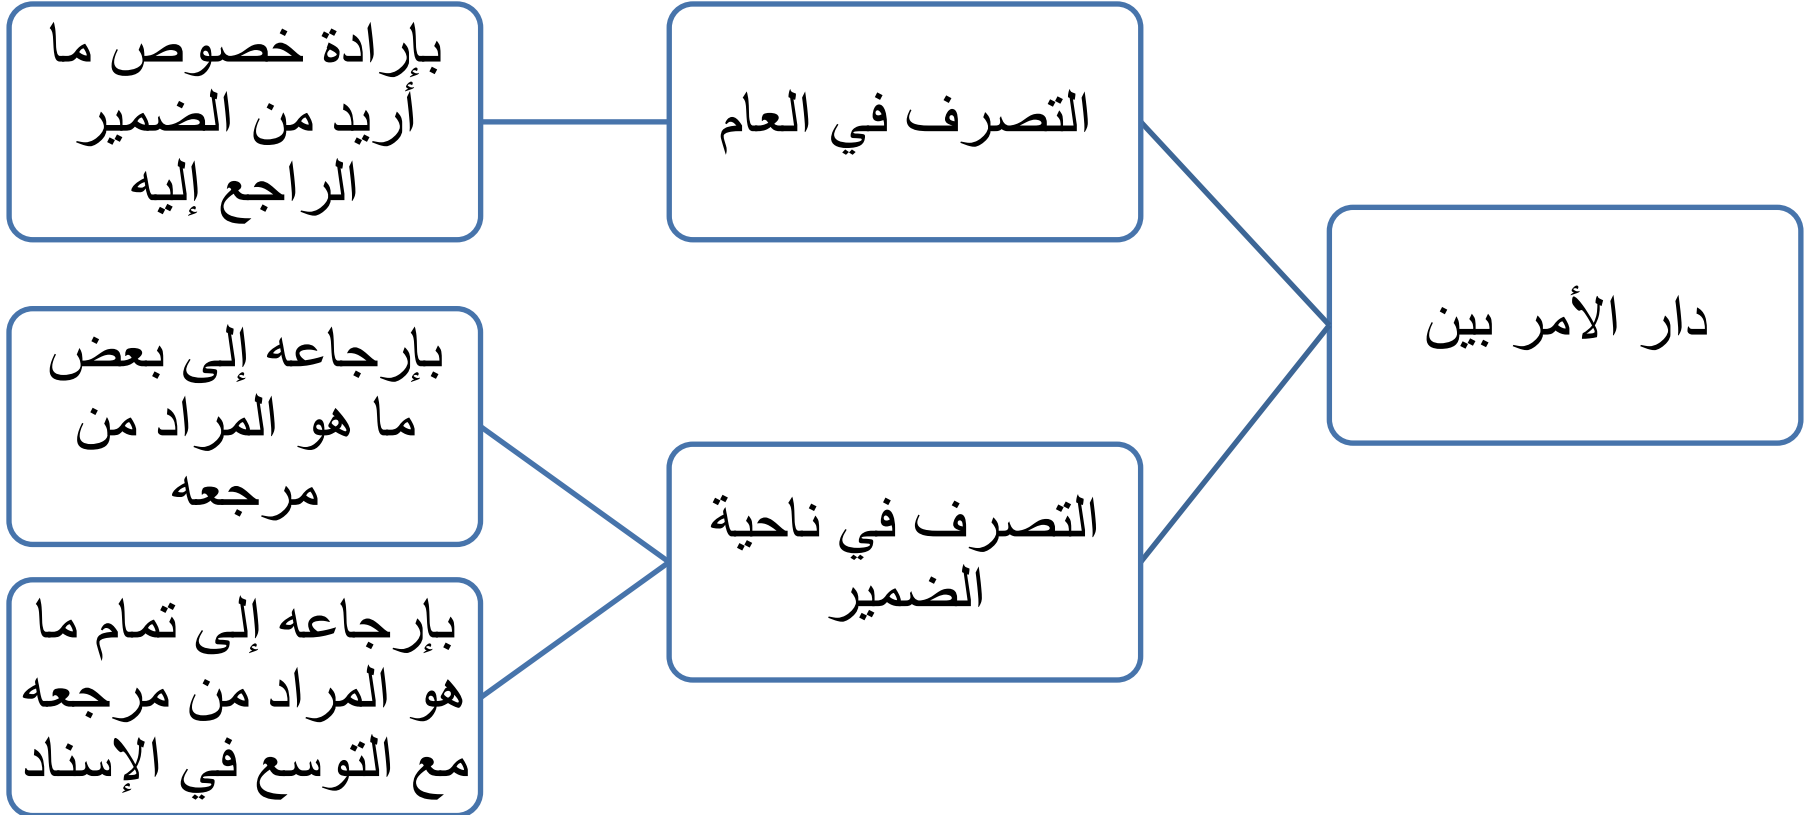 دار الأمر بين
التصرف في العام
بإرادة خصوص ما
أريد من الضمير
الراجع إليه
التصرف في ناحية
الضمير
بإرجاعه إلى بعض
ما هو المراد من
مرجعه
بإرجاعه إلى تمام ما
هو المراد من مرجعه
مع التوسع في الإسناد